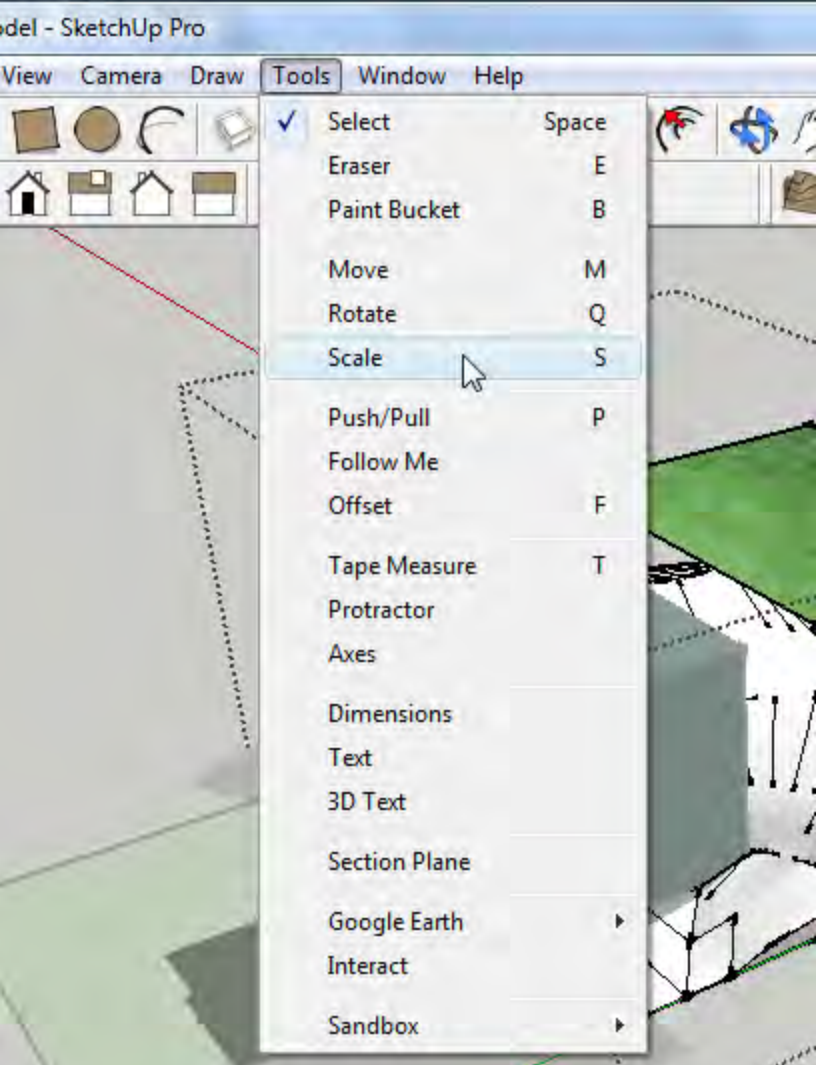 odel - SketchUp Pro
View Camera Draw Tools Window Help
Select Space
Eraser E
Paint Bucket B
Move M
Rotate Q
Scale S
Push/Pull P
Follow Me
Offset F
Tape Measure T
Protractor
Axes
Dimensions
Text
3D Text
Section Plane
Google Earth
Interact
Sandbox